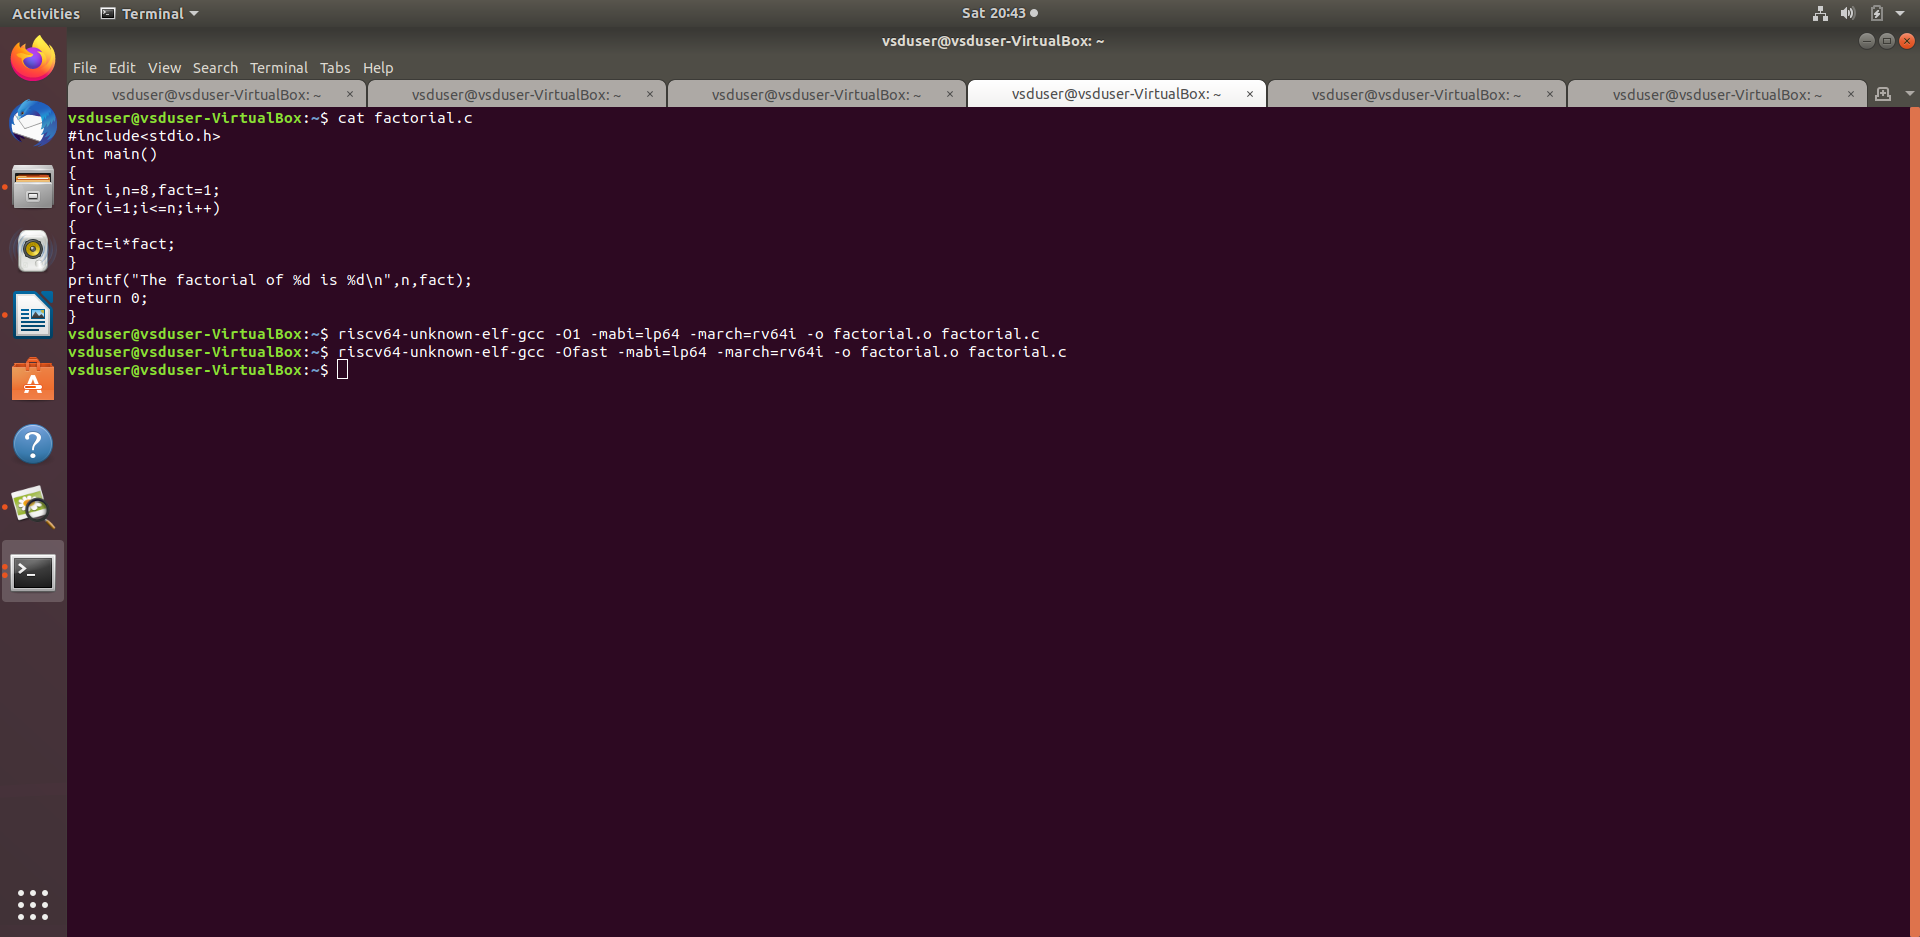 Activities Terminal Sat 20:43
vsduser@vsduser-VirtualBox: ~
File Edit View Search Terminal Tabs Help
vsduser@vsduser-VirtualBox: ~ × vsduser@vsduser-VirtualBox: ~ × vsduser@vsduser-VirtualBox: ~ × vsduser@vsduser-VirtualBox: ~ × vsduser@vsduser-VirtualBox: ~ × vsduser@vsduser-VirtualBox: ~ ×
vsduser@vsduser-VirtualBox:~$ cat factorial.c
#include<stdio.h>
int main()
{
int i,n=8,fact=1;
for(i=1;i<=n;i++)
{
fact=i*fact;
}
printf("The factorial of %d is %d\n",n,fact);
return 0;
}
vsduser@vsduser-VirtualBox:~$ riscv64-unknown-elf-gcc -O1 -mabi=lp64 -march=rv64i -o factorial.o factorial.c
vsduser@vsduser-VirtualBox:~$ riscv64-unknown-elf-gcc -Ofast -mabi=lp64 -march=rv64i -o factorial.o factorial.c
vsduser@vsduser-VirtualBox:~$